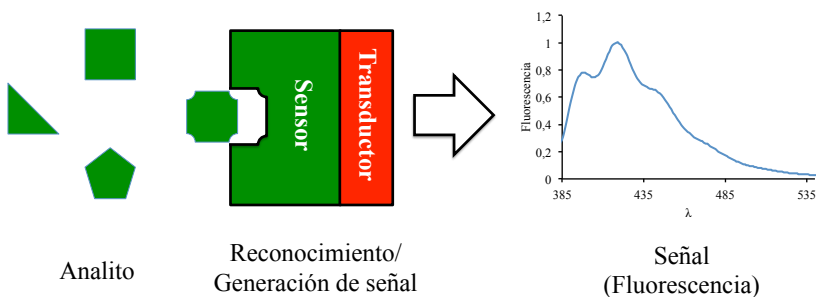 Sensor
Transductor
Fluorescencia
1,2
1
0,8
0,6
0,4
0,2
0
385
435
485
535
λ
Analito
Reconocimiento/
Generación de señal
Señal
(Fluorescencia)